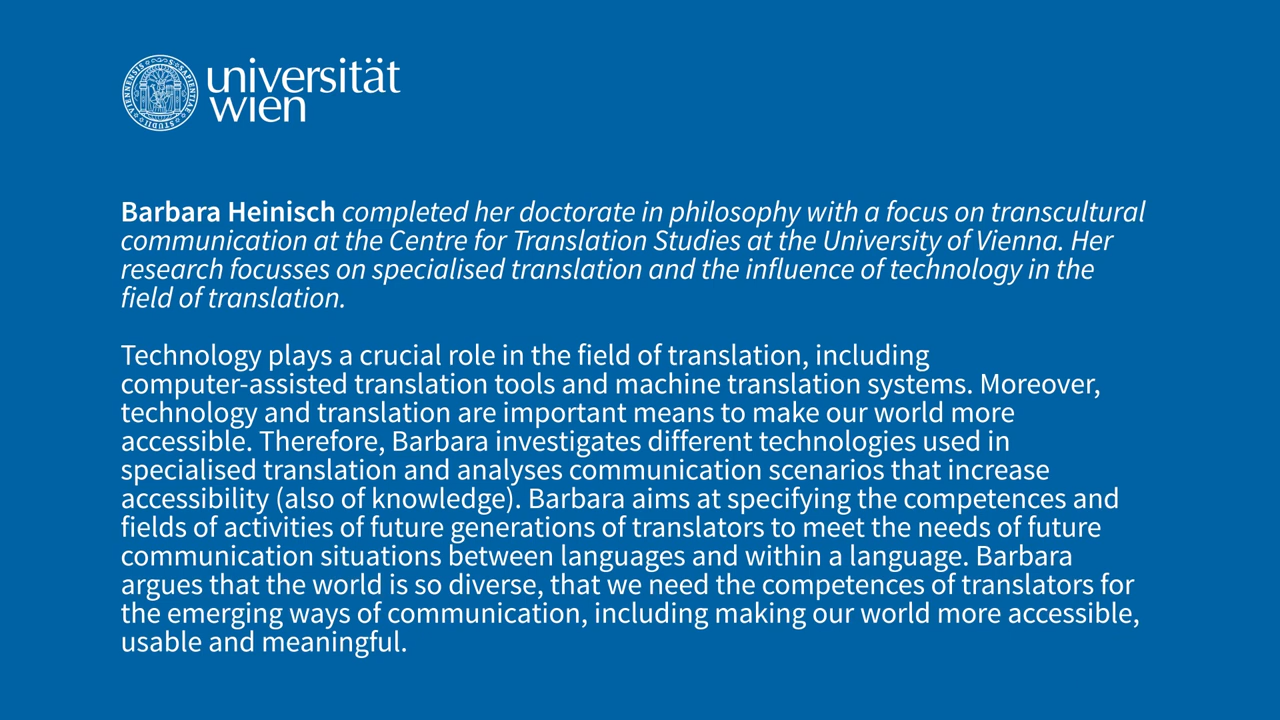 universität
wien
STUDII VIENNENSIS SAPIENTIAE
Barbara Heinisch completed her doctorate in philosophy with a focus on transcultural
communication at the Centre for Translation Studies at the University of Vienna. Her
research focusses on specialised translation and the influence of technology in the
field of translation.
Technology plays a crucial role in the field of translation, including
computer-assisted translation tools and machine translation systems. Moreover,
technology and translation are important means to make our world more
accessible. Therefore, Barbara investigates different technologies used in
specialised translation and analyses communication scenarios that increase
accessibility (also of knowledge). Barbara aims at specifying the competences and
fields of activities of future generations of translators to meet the needs of future
communication situations between languages and within a language. Barbara
argues that the world is so diverse, that we need the competences of translators for
the emerging ways of communication, including making our world more accessible,
usable and meaningful.